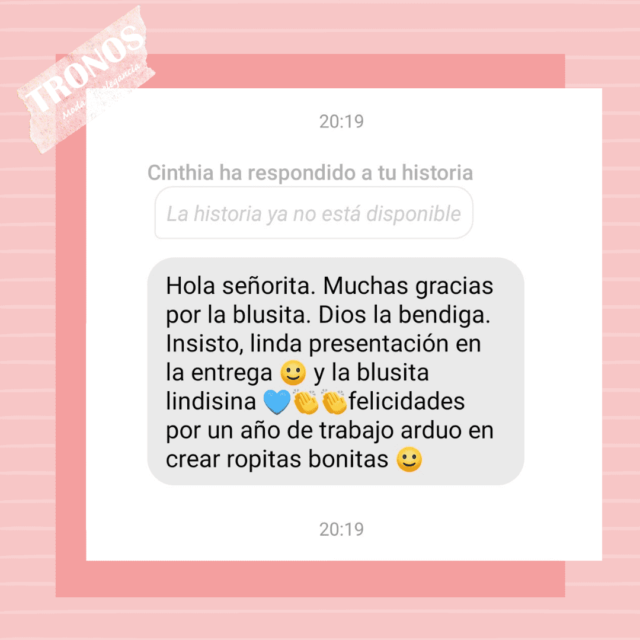 TRONOS
20:19
Cinthia ha respondido a tu historia
La historia ya no está disponible
Hola señorita. Muchas gracias
por la blusita. Dios la bendiga.
Insisto, linda presentación en
la entrega 🙂 y la blusita
lindisina 🩵👏👏felicidades
por un año de trabajo arduo en
crear ropitas bonitas 🙂
20:19